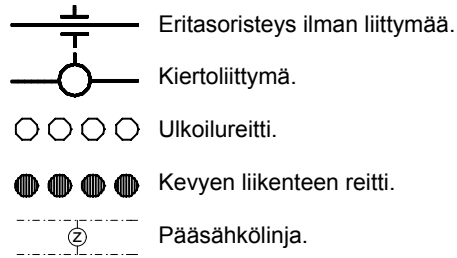 Eritasoristeys ilman liittymää.
Kiertoliittymä.
Ulkoilureitti.
Kevyen liikenteen reitti.
Z Pääsähkölinja.